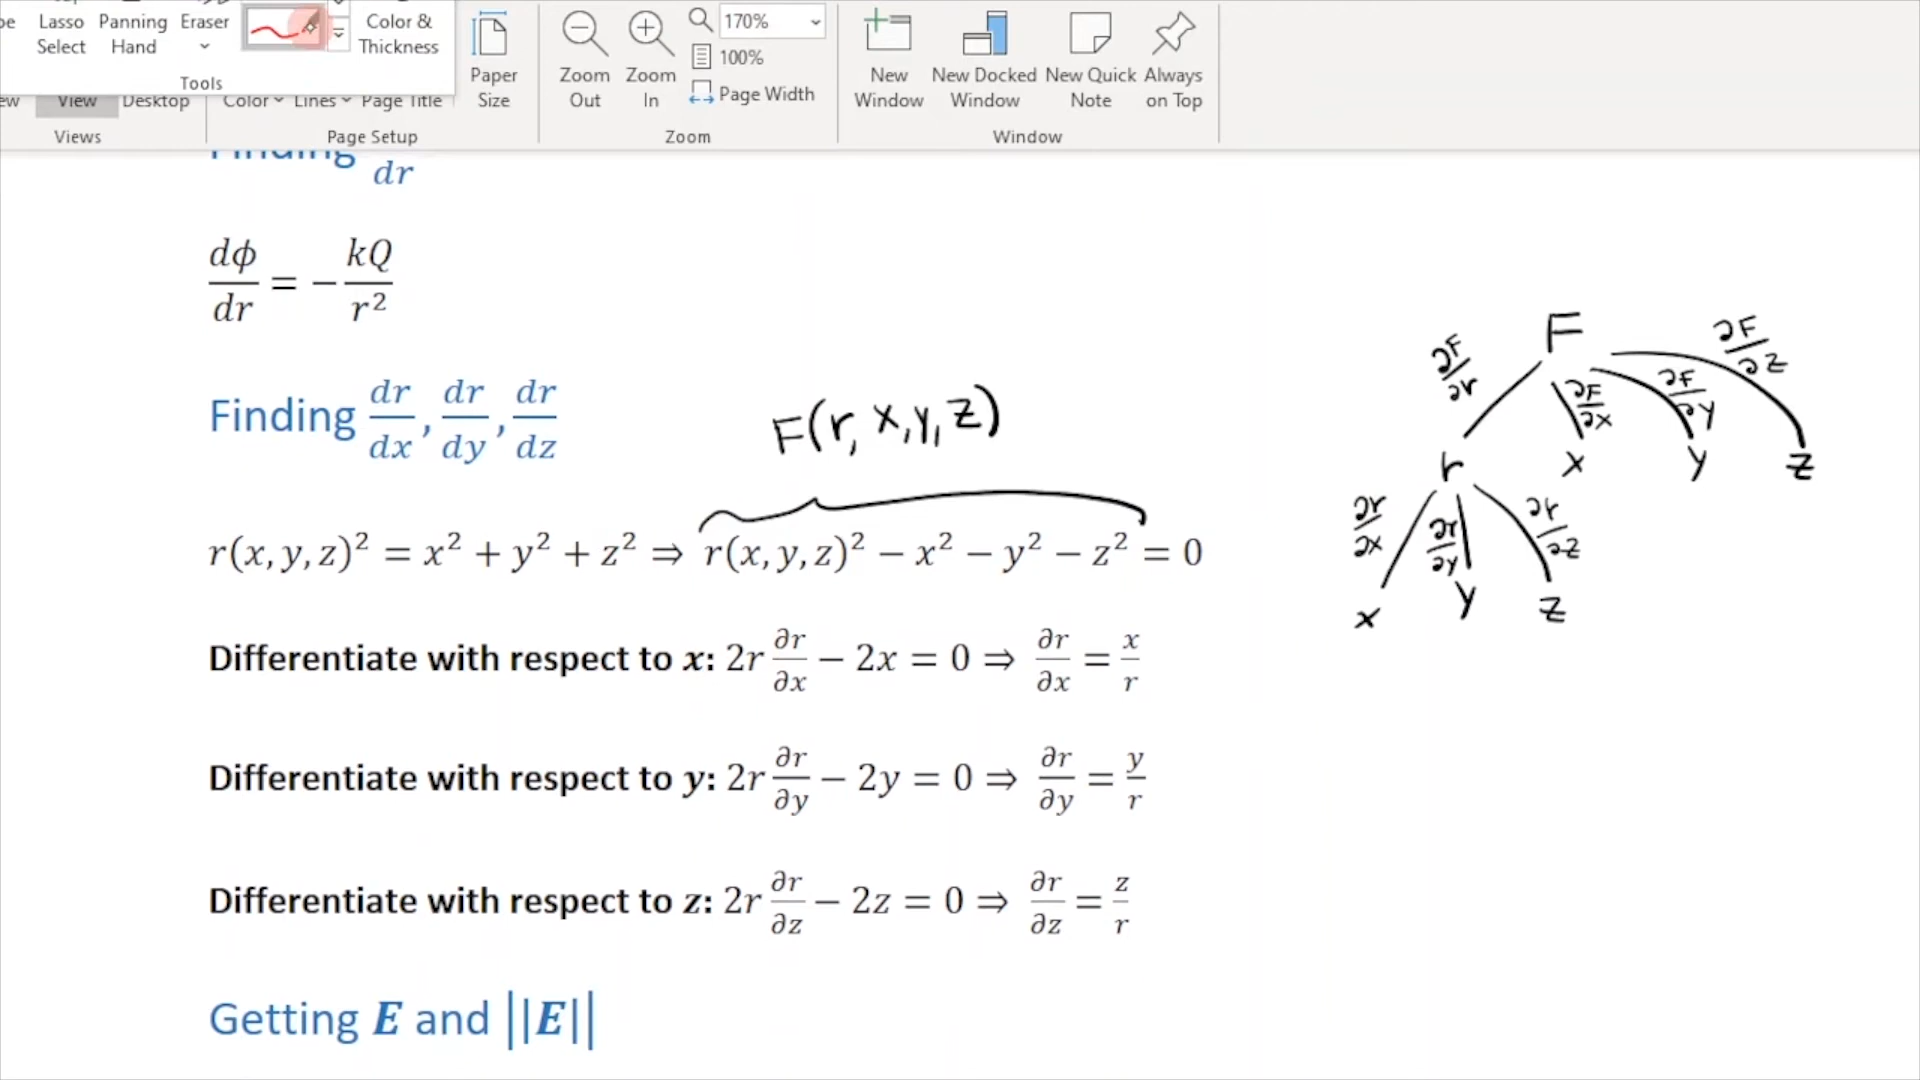 Lasso Select
Panning Hand
Eraser
Color & Thickness
Tools
View
Desktop
Color
Lines
Page Title
Views
Page Setup
Paper Size
Zoom Out
Zoom In
170%
100%
Page Width
Zoom
New Window
New Docked Window
New Quick Note
Always on Top
Window
Finding dr
dϕ/dr = −kQ/r²
Finding dr/dx, dr/dy, dr/dz
F(r, x, y, z)
r(x, y, z)² = x² + y² + z² ⇒ r(x, y, z)² − x² − y² − z² = 0
Differentiate with respect to x: 2r ∂r/∂x − 2x = 0 ⇒ ∂r/∂x = x/r
Differentiate with respect to y: 2r ∂r/∂y − 2y = 0 ⇒ ∂r/∂y = y/r
Differentiate with respect to z: 2r ∂r/∂z − 2z = 0 ⇒ ∂r/∂z = z/r
Getting E and ||E||
F
∂F/∂r ∂F/∂x ∂F/∂y ∂F/∂z
r x y z
∂r/∂x ∂r/∂y ∂r/∂z
x y z